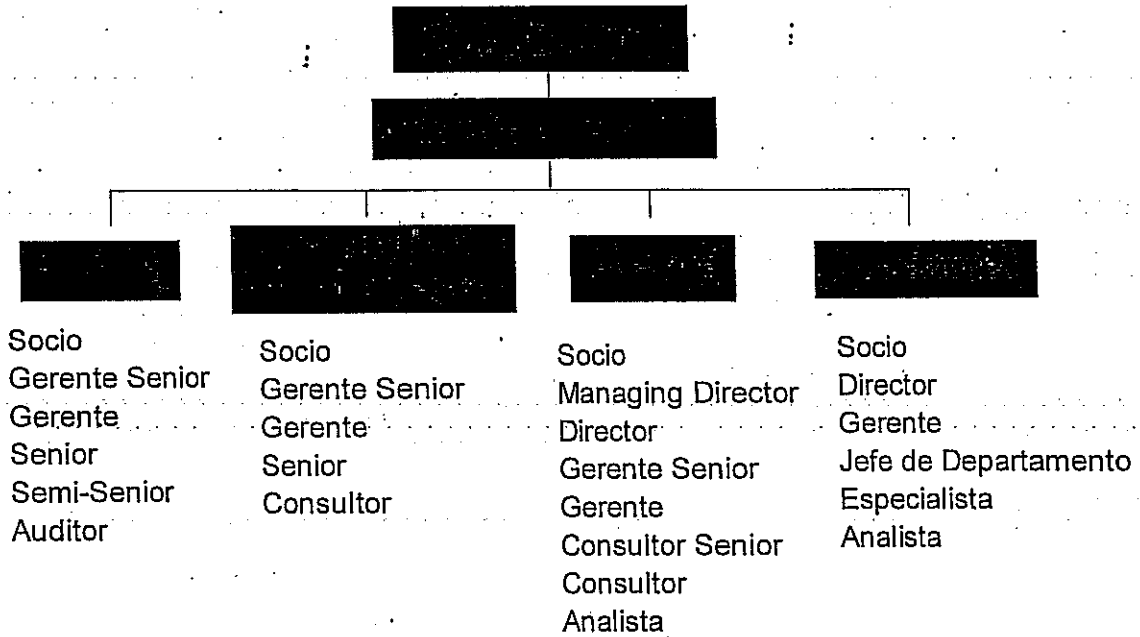 Socio
Gerente Senior
Gerente
Senior
Semi-Senior
Auditor
Socio
Gerente Senior
Gerente
Senior
Consultor
Socio
Managing Director
Director
Gerente Senior
Gerente
Consultor Senior
Consultor
Analista
Socio
Director
Gerente
Jefe de Departamento
Especialista
Analista